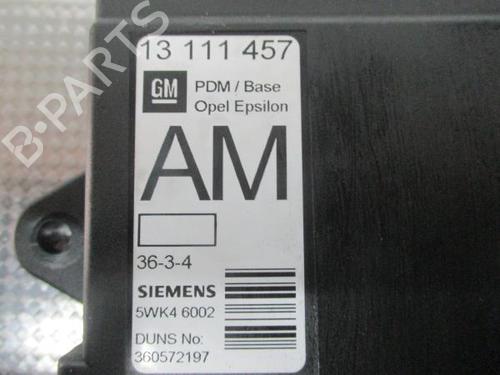 13 111 457
GM
PDM / Base
Opel Epsilon
AM
36-3-4
SIEMENS
5WK4 6002
DUNS No:
360572197
B-PARTS